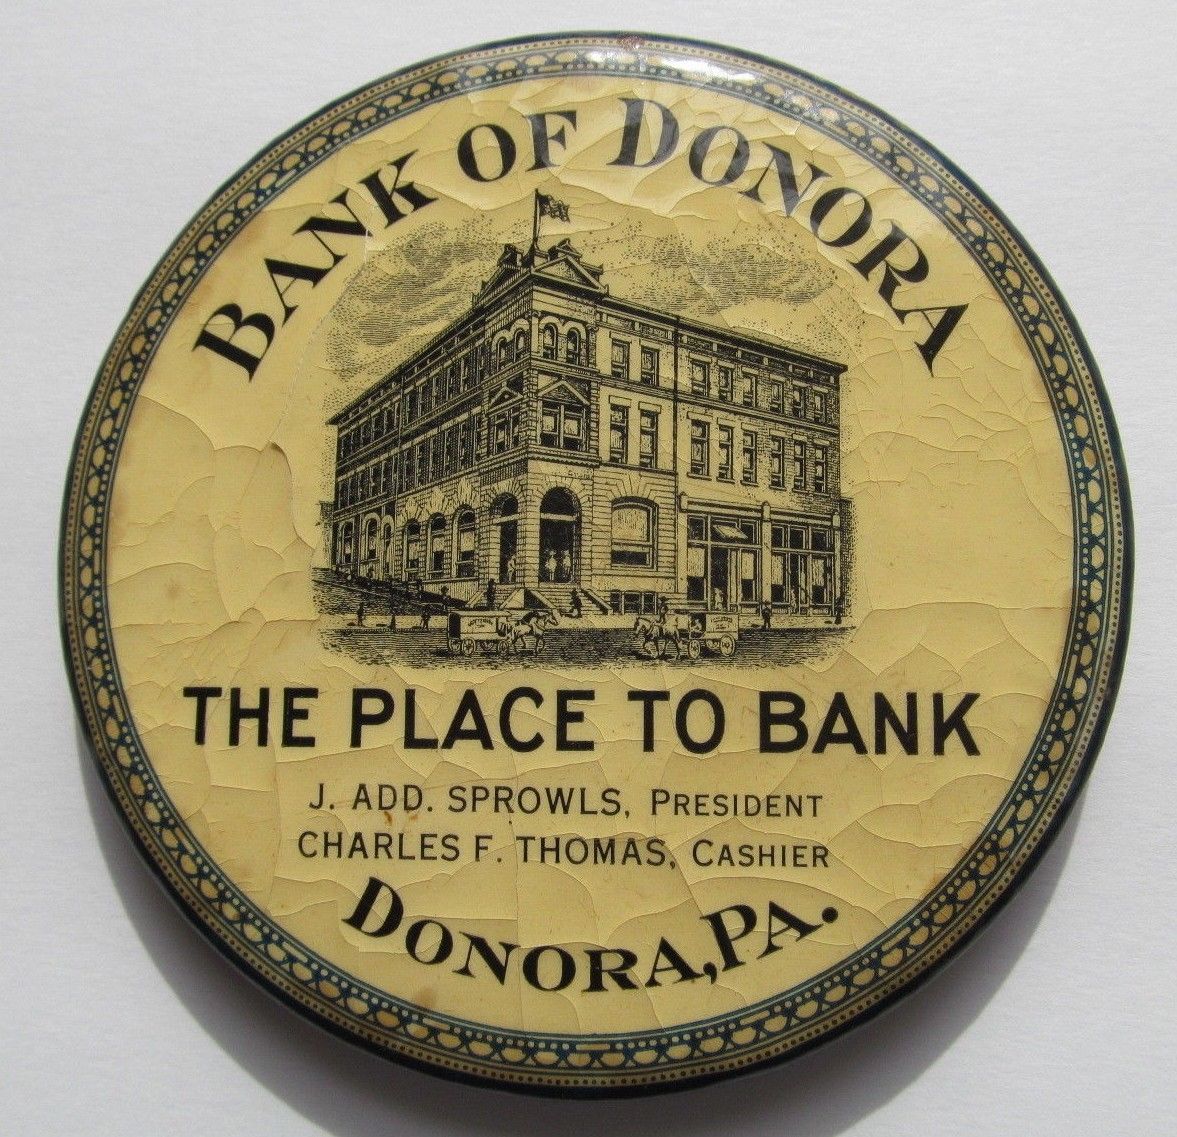 BANK OF DONORA
THE PLACE TO BANK
J. ADD. SPROWLS, PRESIDENT
CHARLES F. THOMAS, CASHIER
DONORA, PA.